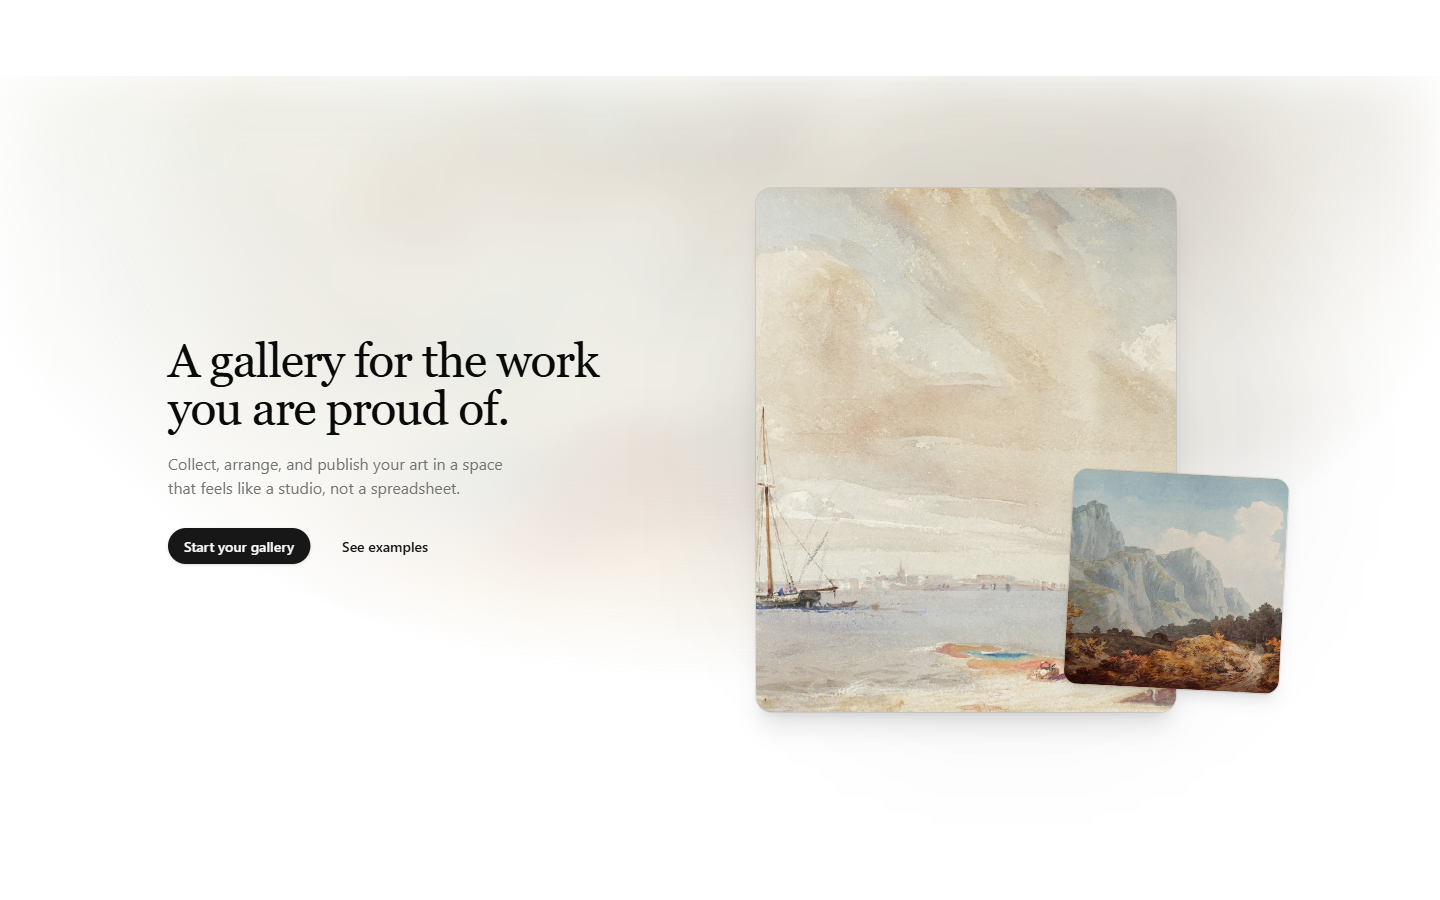 A gallery for the work
you are proud of.
Collect, arrange, and publish your art in a space
that feels like a studio, not a spreadsheet.
Start your gallery
See examples